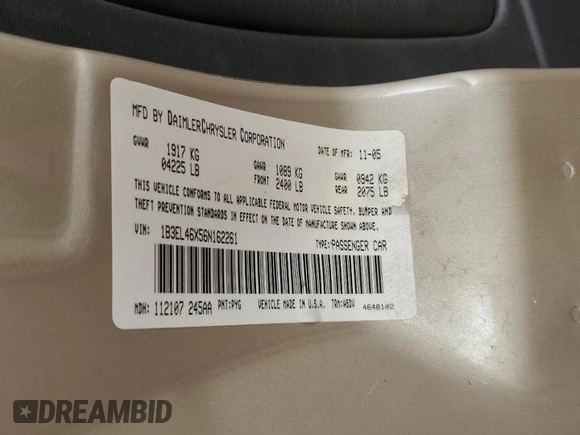 MFD BY DAIMLERCHRYSLER CORPORATION
DATE OF MFR: 11-05
GVWR 1917 KG 04225 LB
GAWR FRONT 1089 KG 2400 LB
GAWR REAR 0942 KG 2075 LB
THIS VEHICLE CONFORMS TO ALL APPLICABLE FEDERAL MOTOR VEHICLE SAFETY, BUMPER AND
THEFT PREVENTION STANDARDS IN EFFECT ON THE DATE OF MANUFACTURE SHOWN ABOVE.
VIN: 1B3EL46X56N162261 TYPE: PASSENGER CAR
MDH: 112107 245AA PNT: PYG VEHICLE MADE IN U.S.A. TRM: A6DV 4648102
DREAMBID